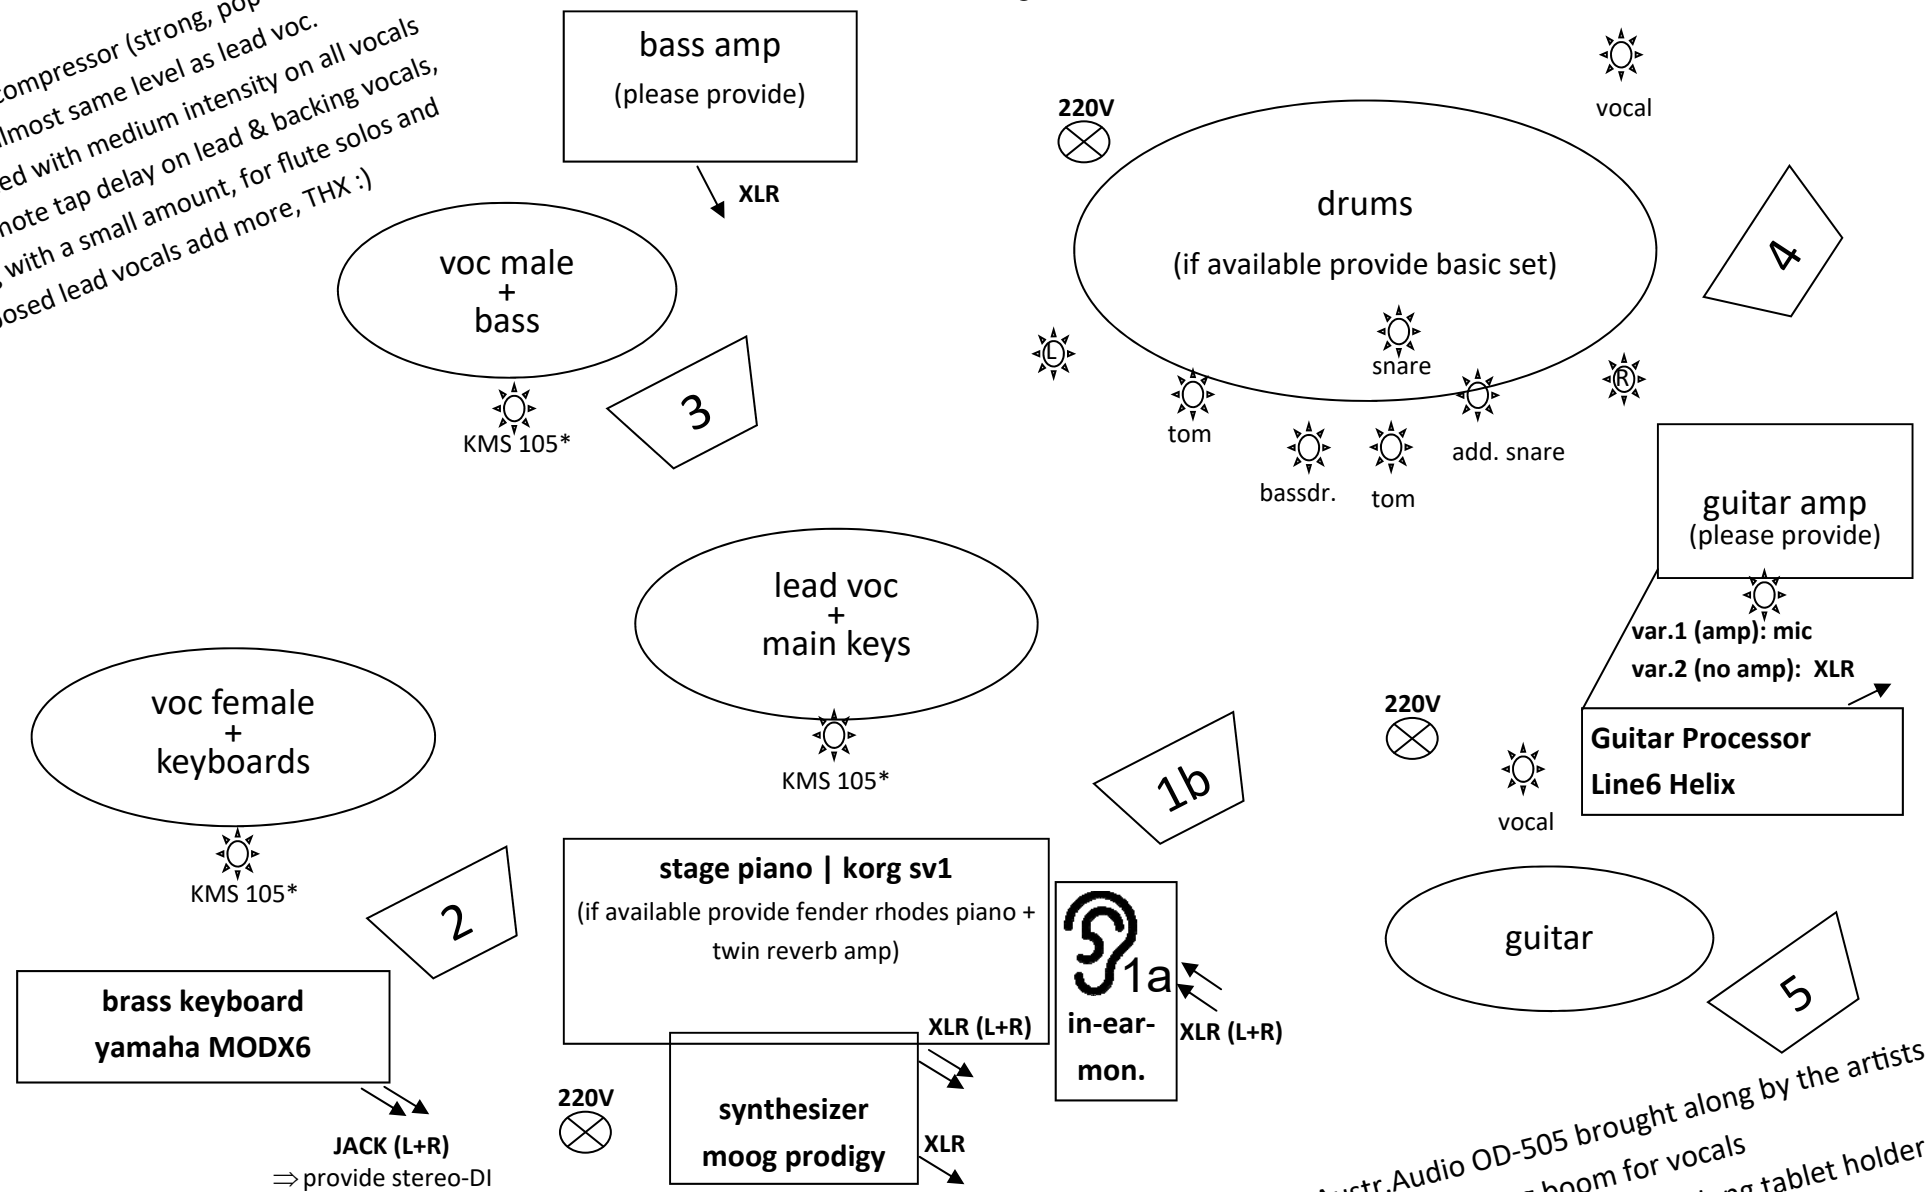 compressor (strong, pop
almost same level as lead voc.
with medium intensity on all vocals
note tap delay on lead & backing vocals,
with a small amount, for flute solos and
lead vocals add more, THX :)
bass amp
(please provide)
XLR
voc male
+
bass
KMS 105*
3
220V
vocal
drums
(if available provide basic set)
4
L
snare
R
tom
add. snare
bassdr.
tom
guitar amp
(please provide)
var.1 (amp): mic
var.2 (no amp): XLR
Guitar Processor
Line6 Helix
lead voc
+
main keys
KMS 105*
1b
voc female
+
keyboards
KMS 105*
2
220V
vocal
guitar
5
stage piano | korg sv1
(if available provide fender rhodes piano +
twin reverb amp)
XLR (L+R)
1a
in-ear-
mon.
XLR (L+R)
brass keyboard
yamaha MODX6
JACK (L+R)
⇒ provide stereo-DI
220V
synthesizer
moog prodigy
XLR
Austr.Audio OD-505 brought along by the artists
boom for vocals
tablet holder